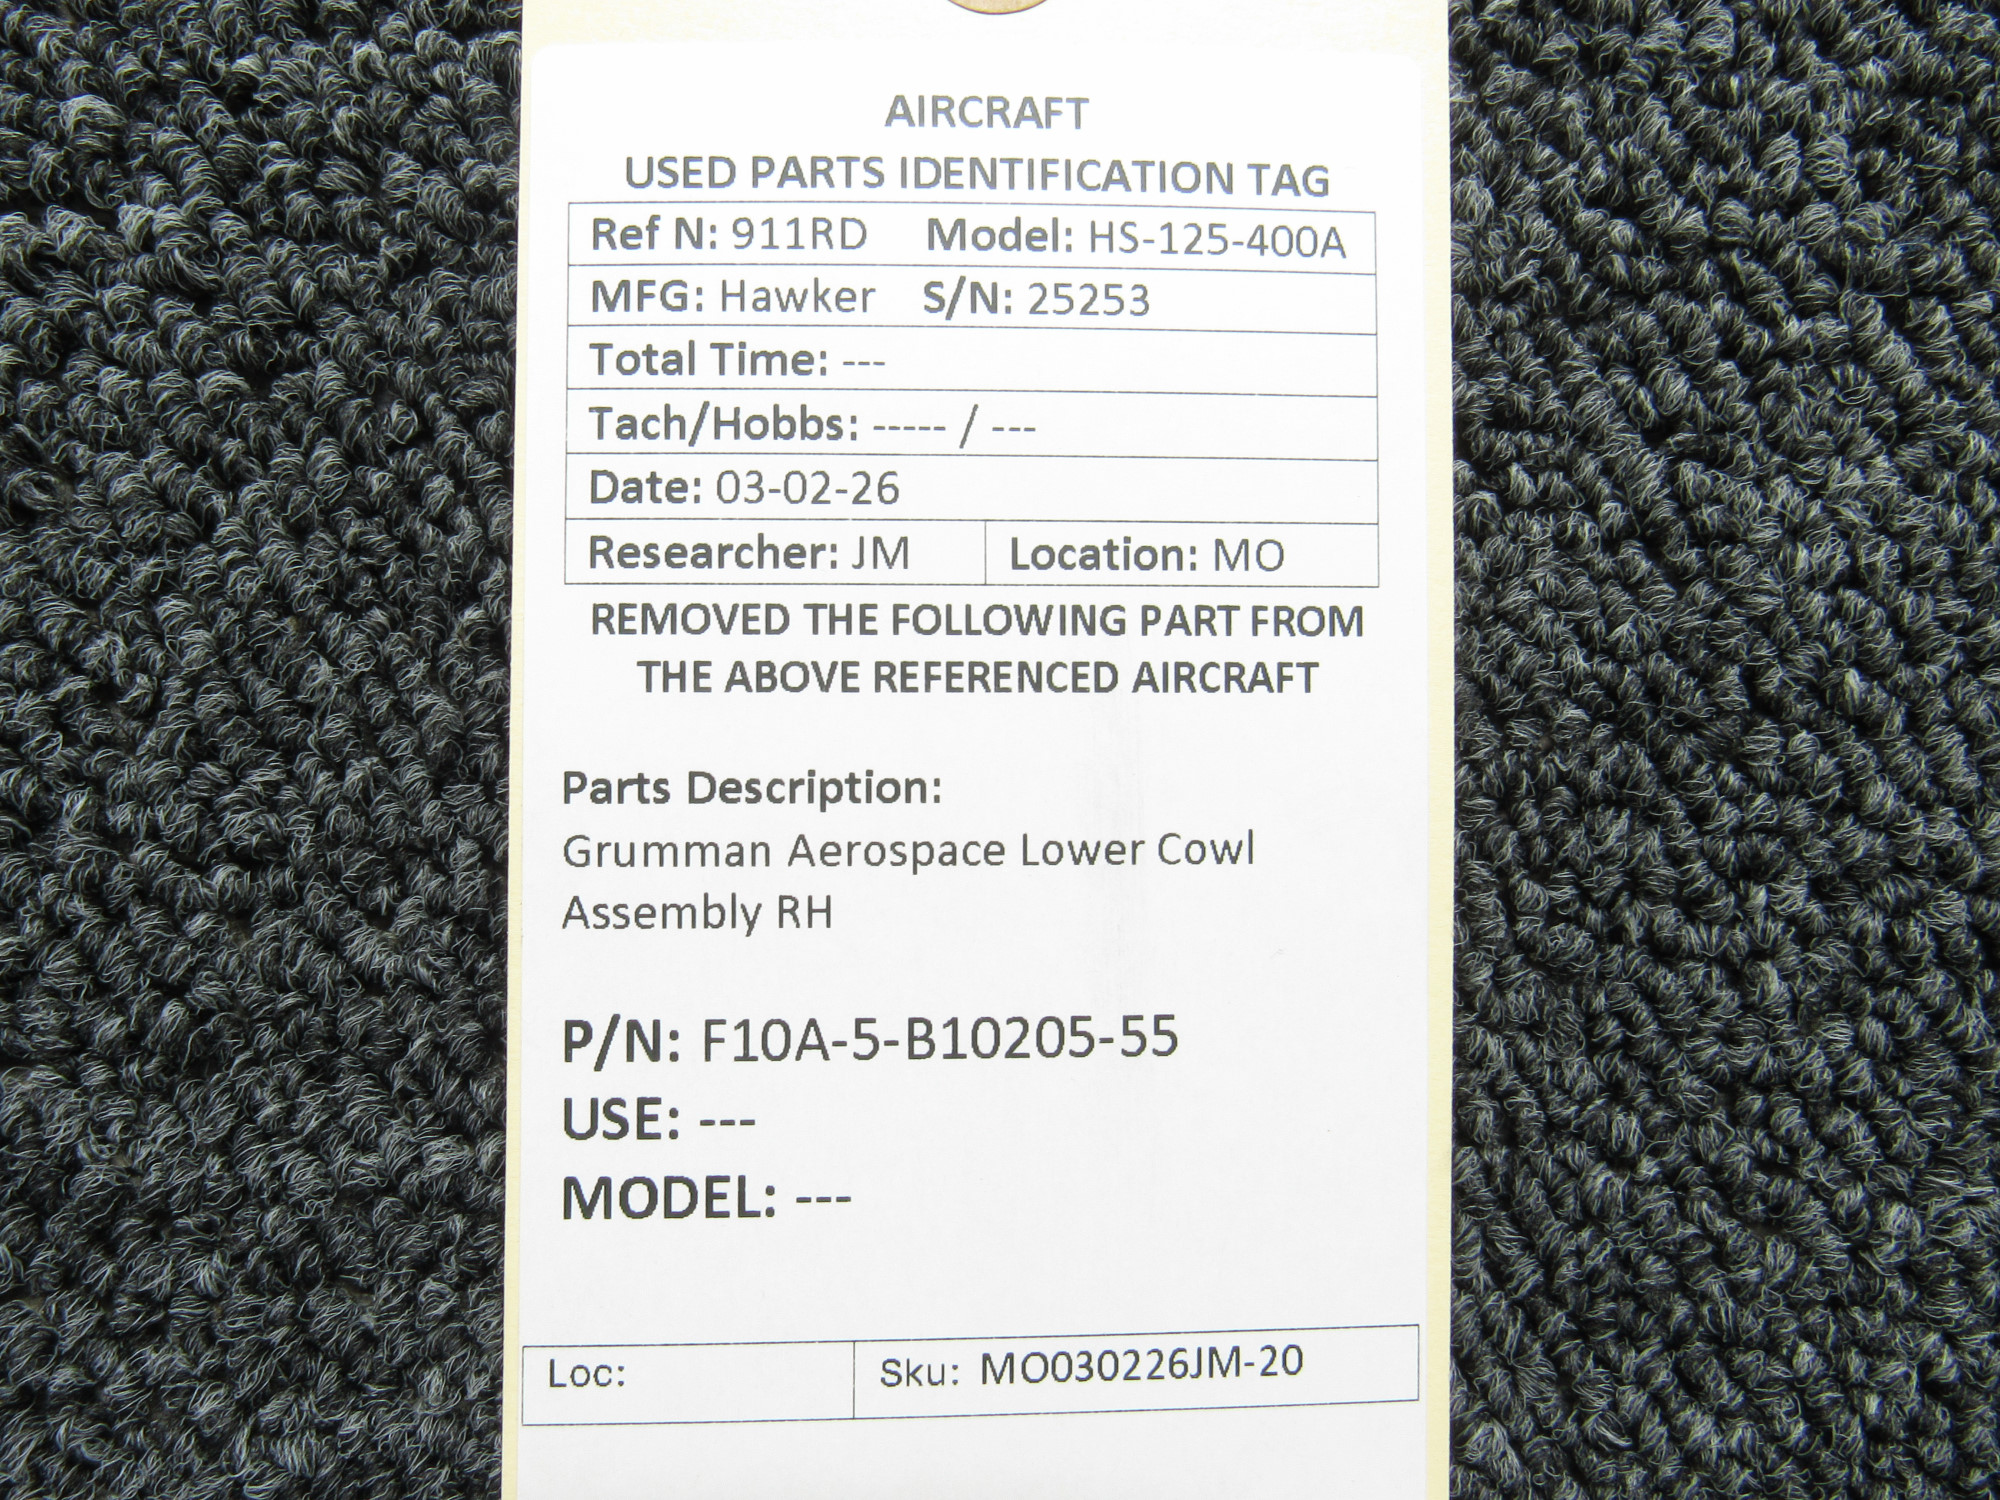 AIRCRAFT
USED PARTS IDENTIFICATION TAG
Ref N: 911RD Model: HS-125-400A
MFG: Hawker S/N: 25253
Total Time: ---
Tach/Hobbs: ----- / ---
Date: 03-02-26
Researcher: JM Location: MO
REMOVED THE FOLLOWING PART FROM
THE ABOVE REFERENCED AIRCRAFT
Parts Description:
Grumman Aerospace Lower Cowl
Assembly RH
P/N: F10A-5-B10205-55
USE: ---
MODEL: ---
Loc: Sku: MO030226JM-20